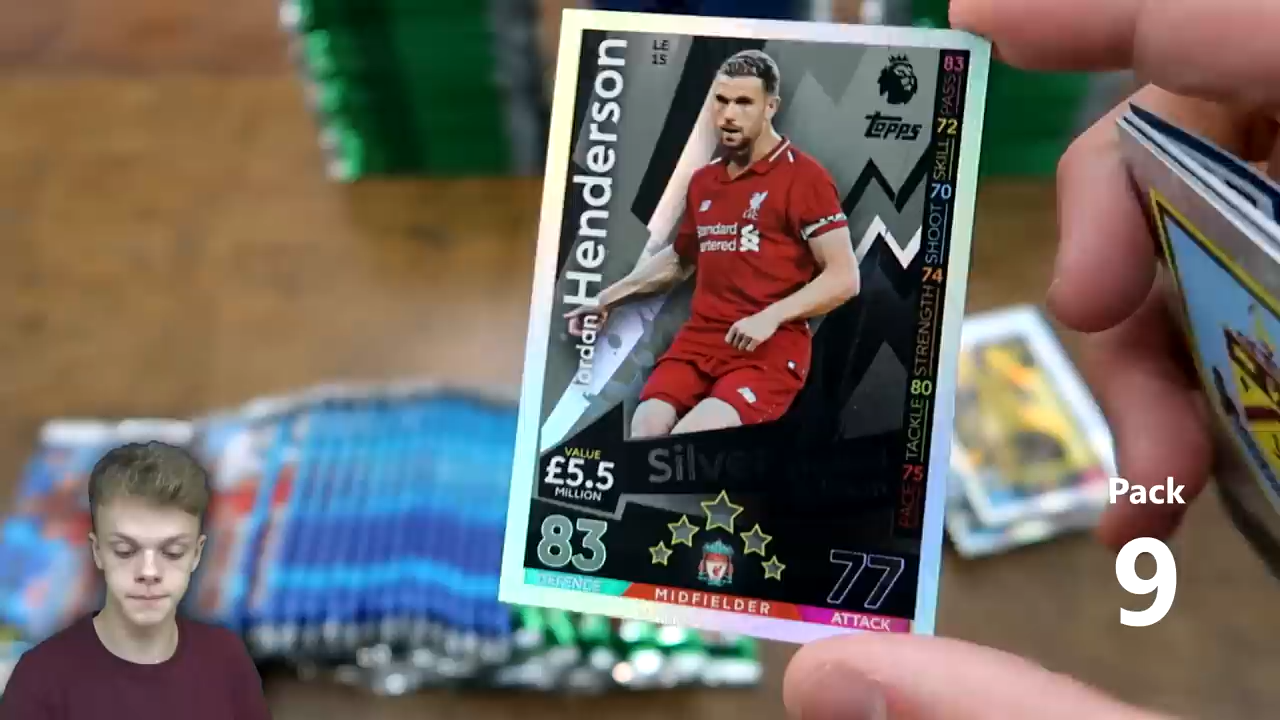 Jordan Henderson
LE
15
TOPPS
83 PASS
72 SKILL
70 SHOOT
74 STRENGTH
80 TACKLE
75 PACE
Standard
Chartered
VALUE
£5.5
MILLION
Silver
83
DEFENCE
MIDFIELDER
77
ATTACK
Pack
9